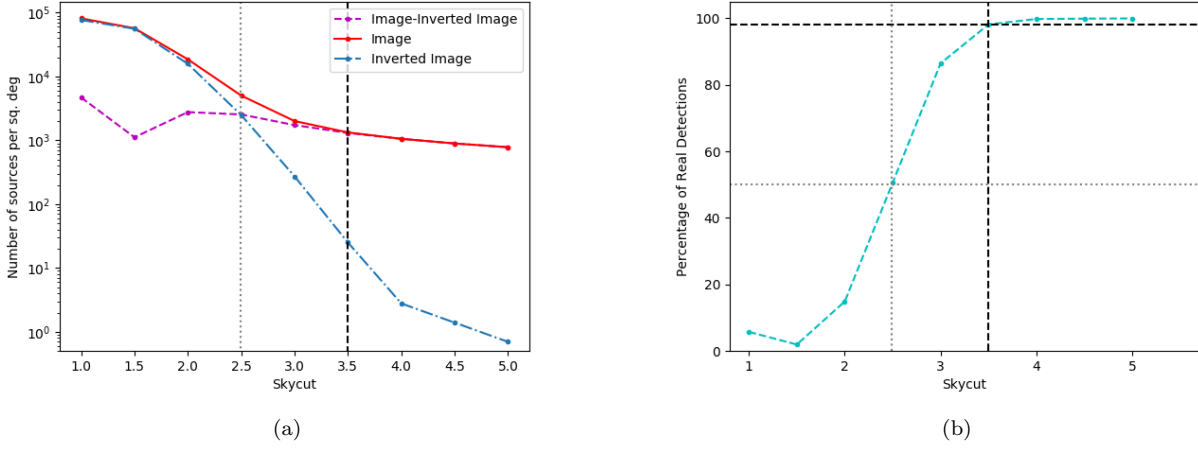 10^5
10^4
10^3
10^2
10^1
10^0
Number of sources per sq. deg
Image-Inverted Image
Image
Inverted Image
1.0 1.5 2.0 2.5 3.0 3.5 4.0 4.5 5.0
Skycut
(a)
100
80
60
40
20
0
Percentage of Real Detections
1 2 3 4 5
Skycut
(b)